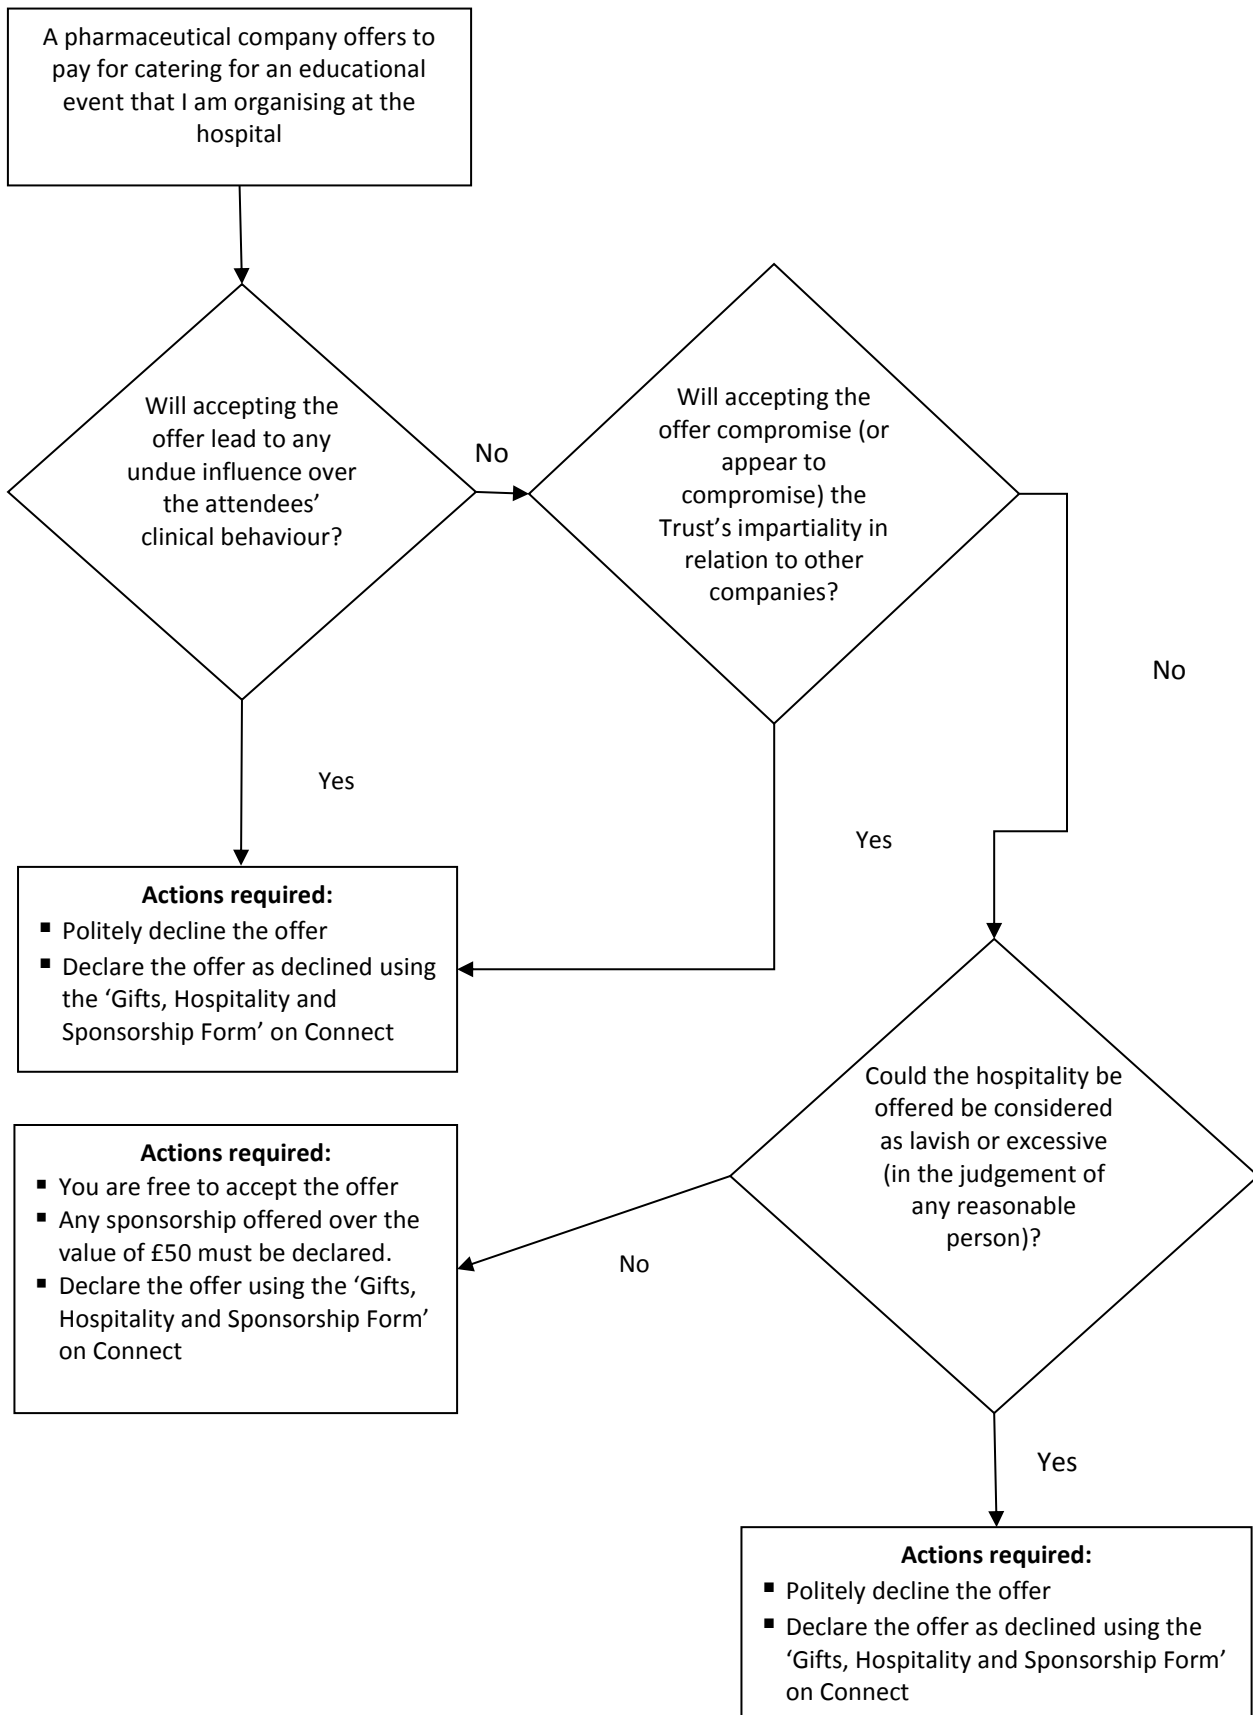 A pharmaceutical company offers to
pay for catering for an educational
event that I am organising at the
hospital
Will accepting the
offer lead to any
undue influence over
the attendees’
clinical behaviour?
No
Will accepting the
offer compromise (or
appear to
compromise) the
Trust’s impartiality in
relation to other
companies?
No
Yes
Yes
Actions required:
▪ Politely decline the offer
▪ Declare the offer as declined using
the ‘Gifts, Hospitality and
Sponsorship Form’ on Connect
Could the hospitality be
offered be considered
as lavish or excessive
(in the judgement of
any reasonable
person)?
No
Actions required:
▪ You are free to accept the offer
▪ Any sponsorship offered over the
value of £50 must be declared.
▪ Declare the offer using the ‘Gifts,
Hospitality and Sponsorship Form’
on Connect
Yes
Actions required:
▪ Politely decline the offer
▪ Declare the offer as declined using the
‘Gifts, Hospitality and Sponsorship Form’
on Connect